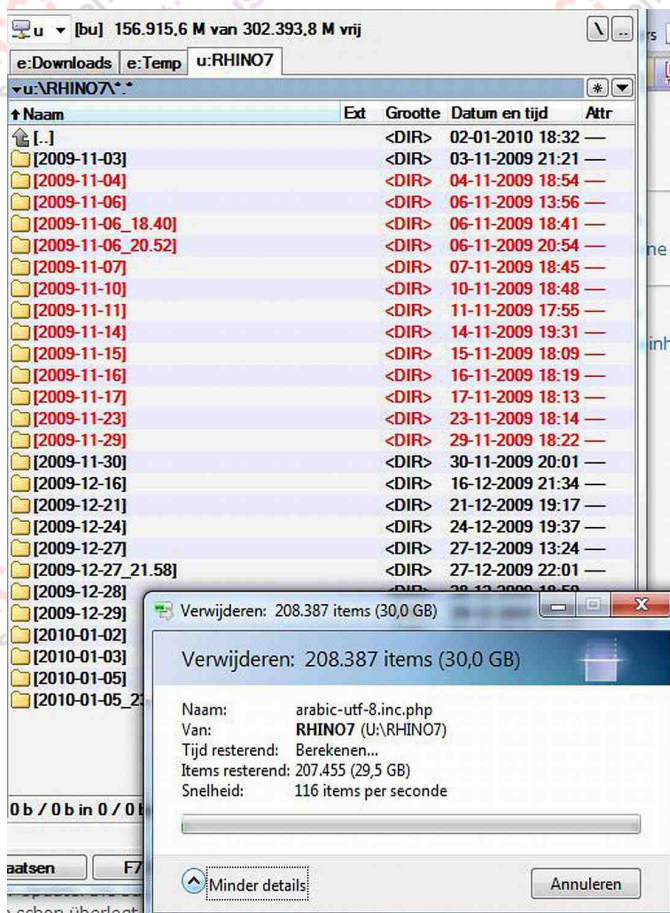 u [bu] 156.915,6 M van 302.393,8 M vrij \ ..
e:Downloads e:Temp u:RHINO7
u:\RHINO7\*.* *
Naam Ext Grootte Datum en tijd Attr
[..] <DIR> 02-01-2010 18:32 —
[2009-11-03] <DIR> 03-11-2009 21:21 —
[2009-11-04] <DIR> 04-11-2009 18:54 —
[2009-11-06] <DIR> 06-11-2009 13:56 —
[2009-11-06_18.40] <DIR> 06-11-2009 18:41 —
[2009-11-06_20.52] <DIR> 06-11-2009 20:54 —
[2009-11-07] <DIR> 07-11-2009 18:45 —
[2009-11-10] <DIR> 10-11-2009 18:48 —
[2009-11-11] <DIR> 11-11-2009 17:55 —
[2009-11-14] <DIR> 14-11-2009 19:31 —
[2009-11-15] <DIR> 15-11-2009 18:09 —
[2009-11-16] <DIR> 16-11-2009 18:19 —
[2009-11-17] <DIR> 17-11-2009 18:13 —
[2009-11-23] <DIR> 23-11-2009 18:14 —
[2009-11-29] <DIR> 29-11-2009 18:22 —
[2009-11-30] <DIR> 30-11-2009 20:01 —
[2009-12-16] <DIR> 16-12-2009 21:34 —
[2009-12-21] <DIR> 21-12-2009 19:17 —
[2009-12-24] <DIR> 24-12-2009 19:37 —
[2009-12-27] <DIR> 27-12-2009 13:24 —
[2009-12-27_21.58] <DIR> 27-12-2009 22:01 —
[2009-12-28]
[2009-12-29]
[2010-01-02]
[2010-01-03]
[2010-01-05]
[2010-01-05_23
0 b / 0 b in 0 / 0
aatsen F7
schon überlegt
Verwijderen: 208.387 items (30,0 GB)
Verwijderen: 208.387 items (30,0 GB)
Naam: arabic-utf-8.inc.php
Van: RHINO7 (U:\RHINO7)
Tijd resterend: Berekenen...
Items resterend: 207.455 (29,5 GB)
Snelheid: 116 items per seconde
Minder details Annuleren